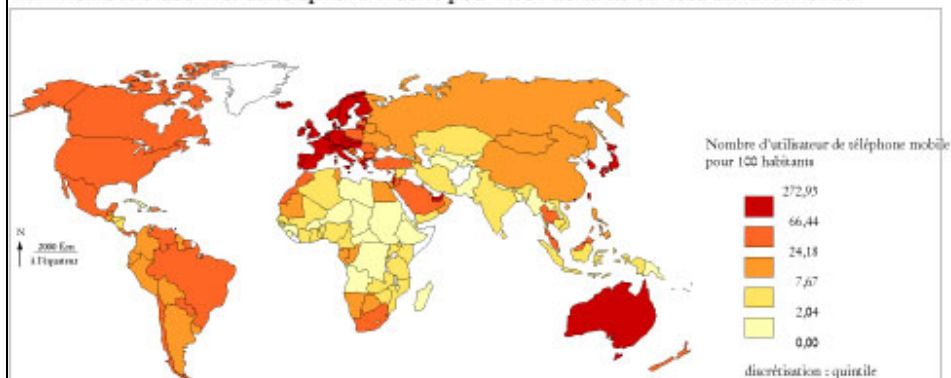 Nombre d'utilisateur de téléphone mobile
pour 100 habitants
272,93
66,44
24,18
7,67
2,04
0,00
discrétisation : quintile
N
2000 Km
à l'équateur